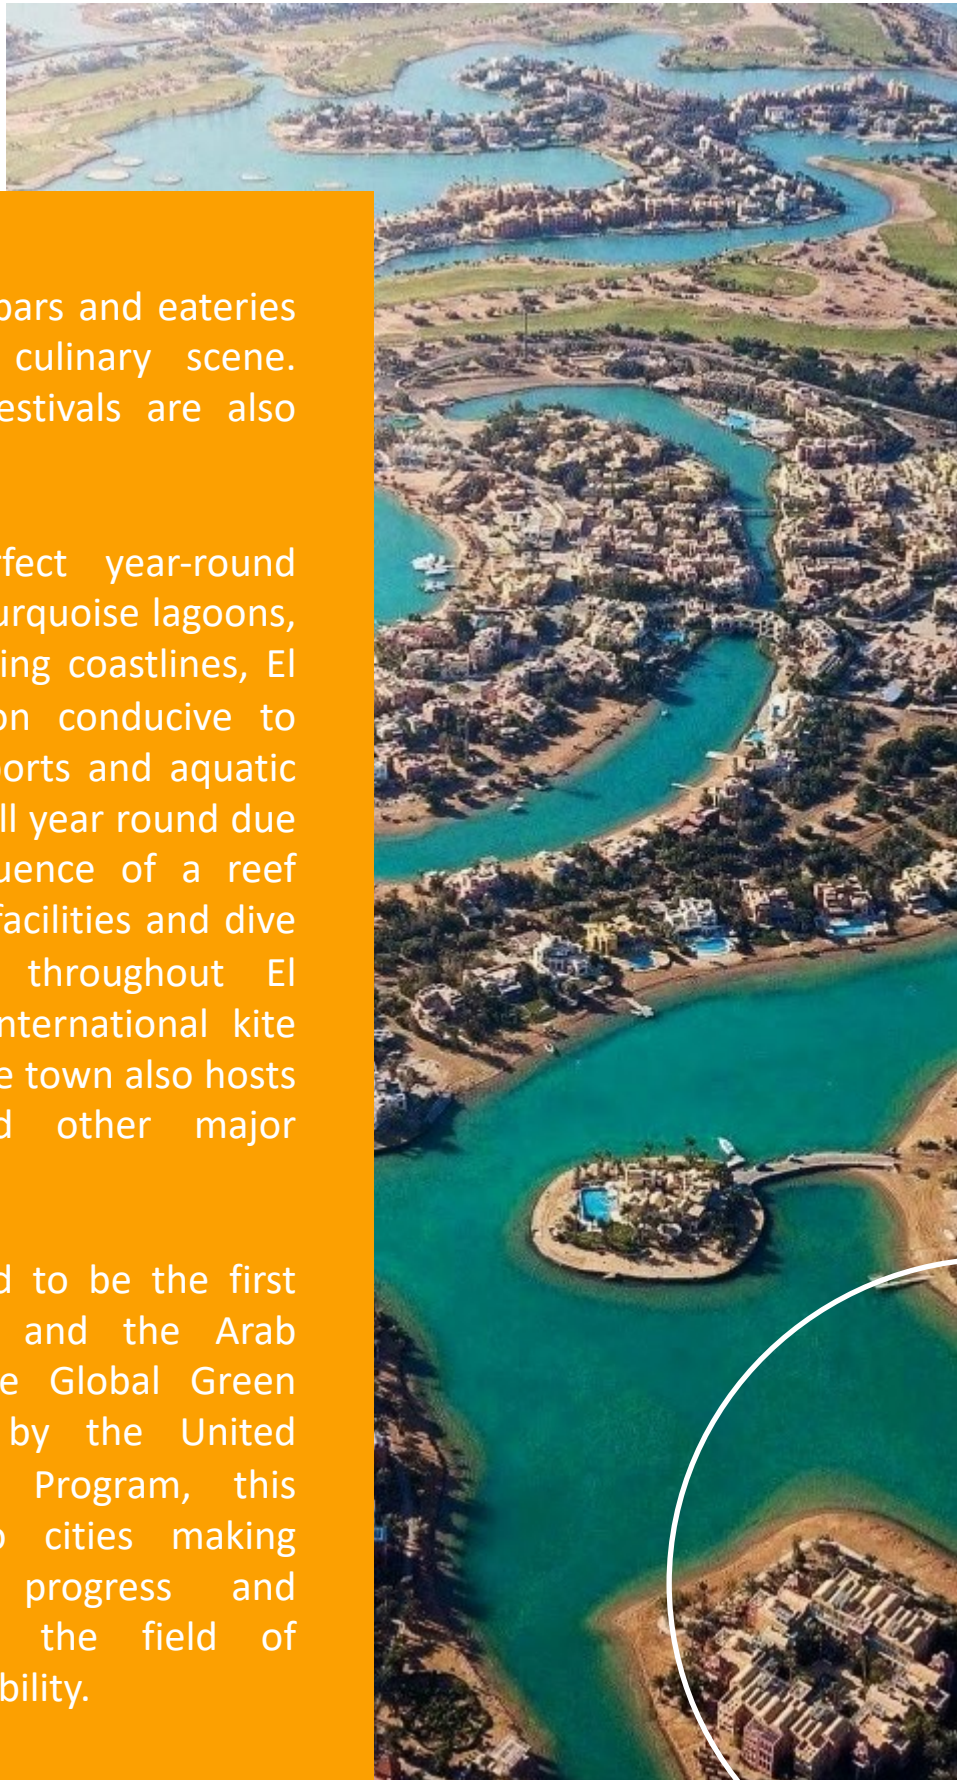 bars and eateries
culinary scene.
estivals are also
rfect year-round
urquoise lagoons,
ing coastlines, El
on conducive to
ports and aquatic
ll year round due
uence of a reef
facilities and dive
throughout El
nternational kite
e town also hosts
d other major
d to be the first
and the Arab
e Global Green
by the United
Program, this
o cities making
progress and
the field of
bility.